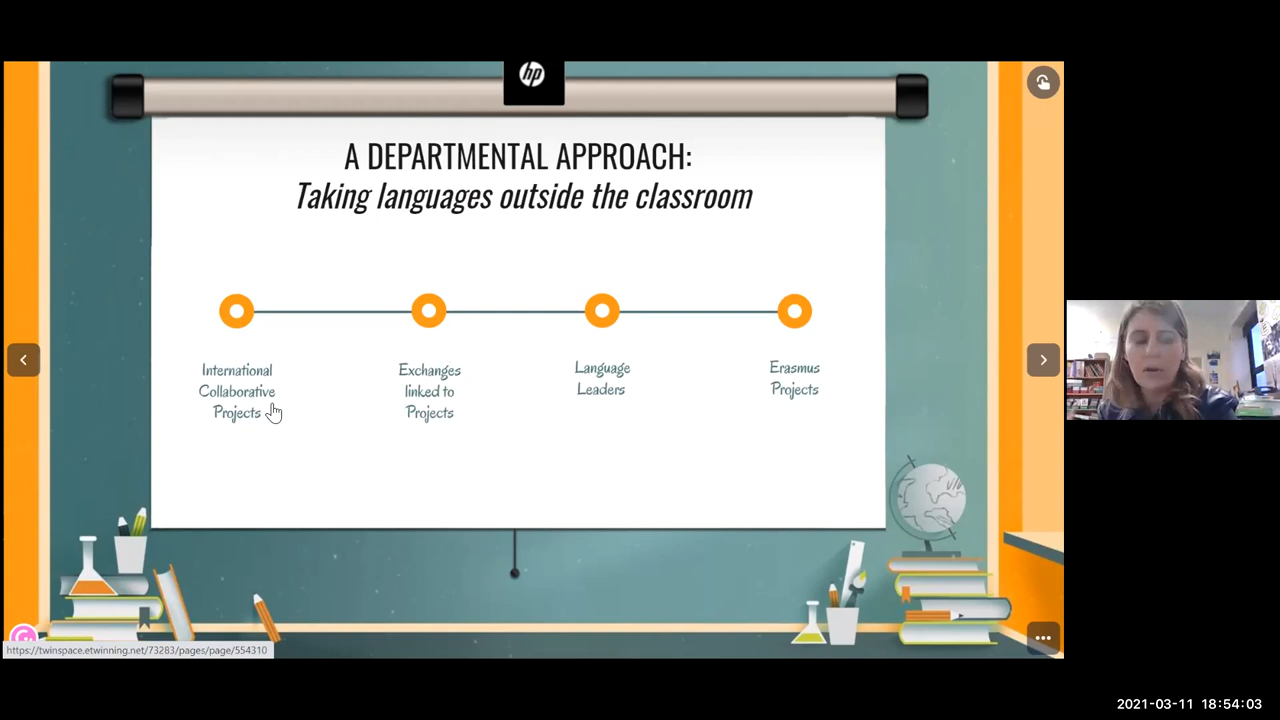 hp
A DEPARTMENTAL APPROACH:
Taking languages outside the classroom
International
Collaborative
Projects
Exchanges
linked to
Projects
Language
Leaders
Erasmus
Projects
https://twinspace.etwinning.net/73283/pages/page/554310
2021-03-11 18:54:03